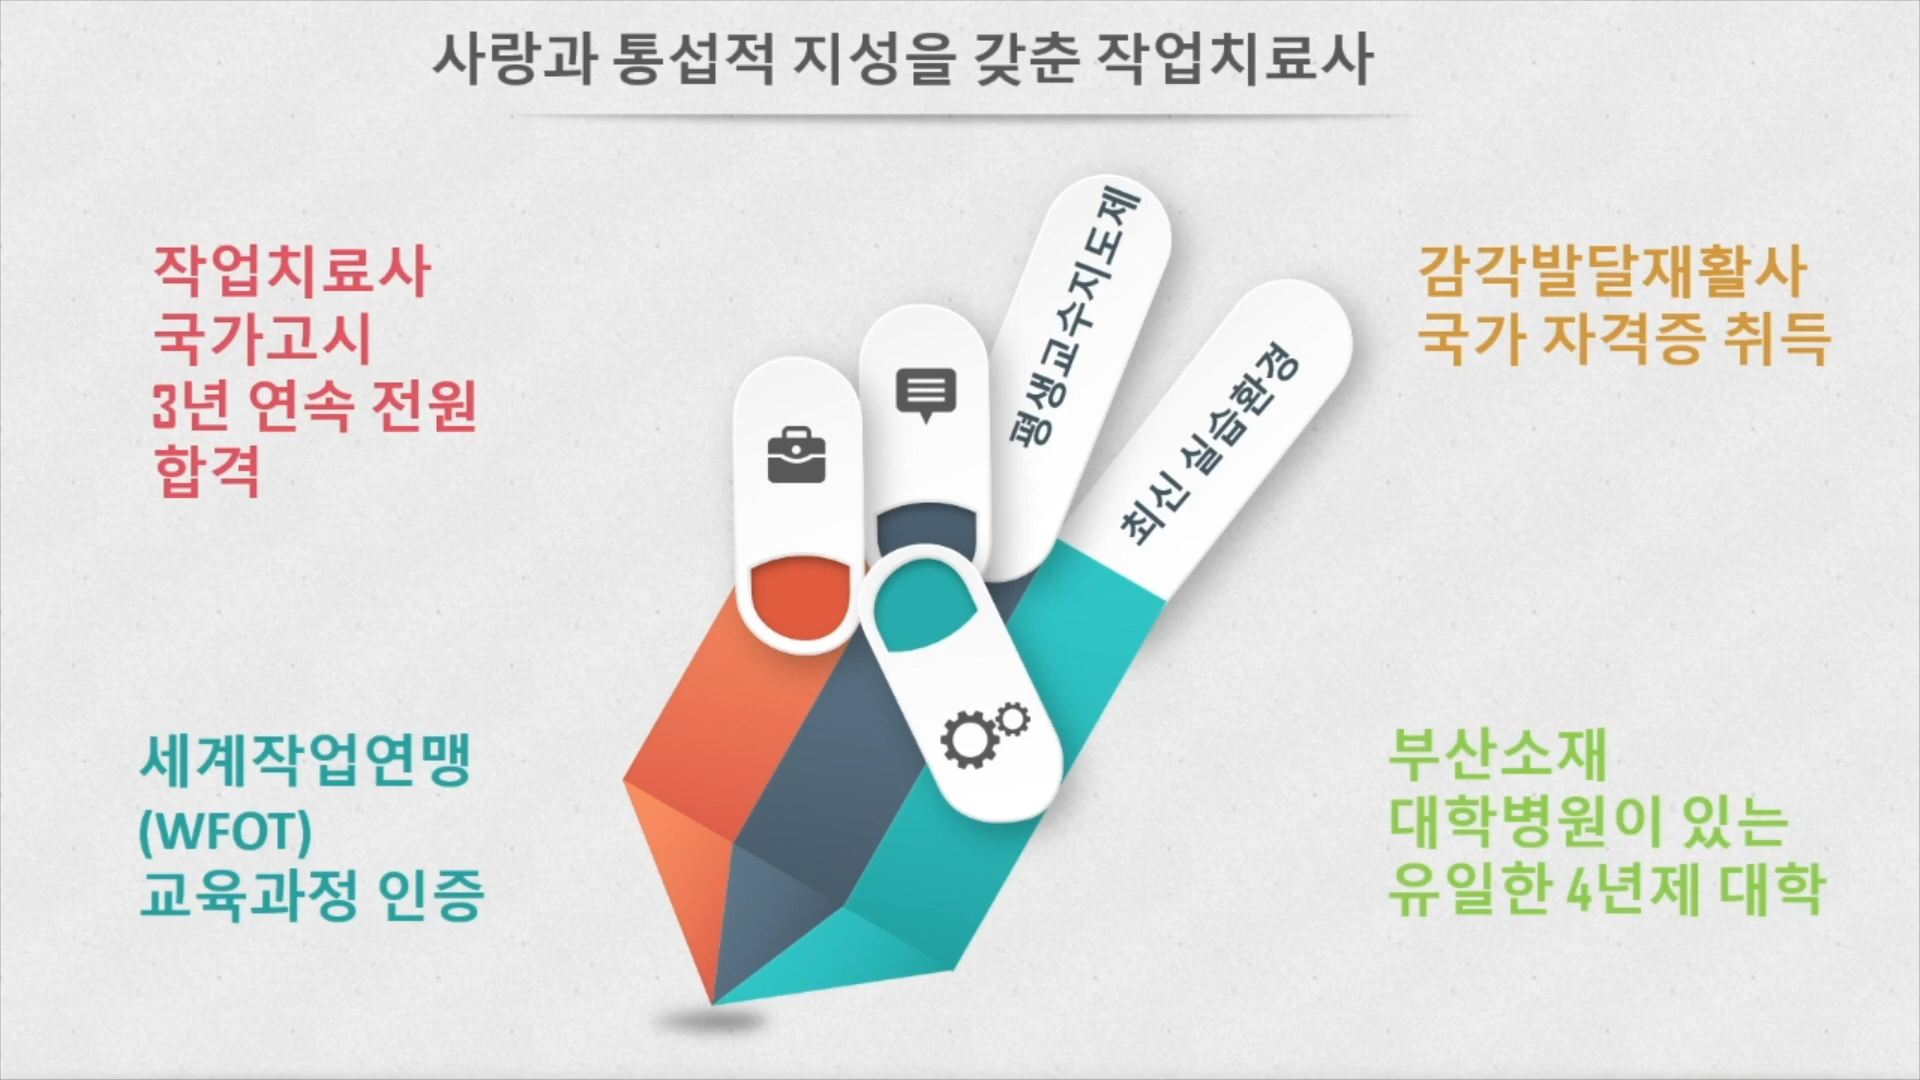 사랑과 통섭적 지성을 갖춘 작업치료사
작업치료사
국가고시
3년 연속 전원
합격
평생교수지도제
최신 실습환경
감각발달재활사
국가 자격증 취득
세계작업연맹
(WFOT)
교육과정 인증
부산소재
대학병원이 있는
유일한 4년제 대학